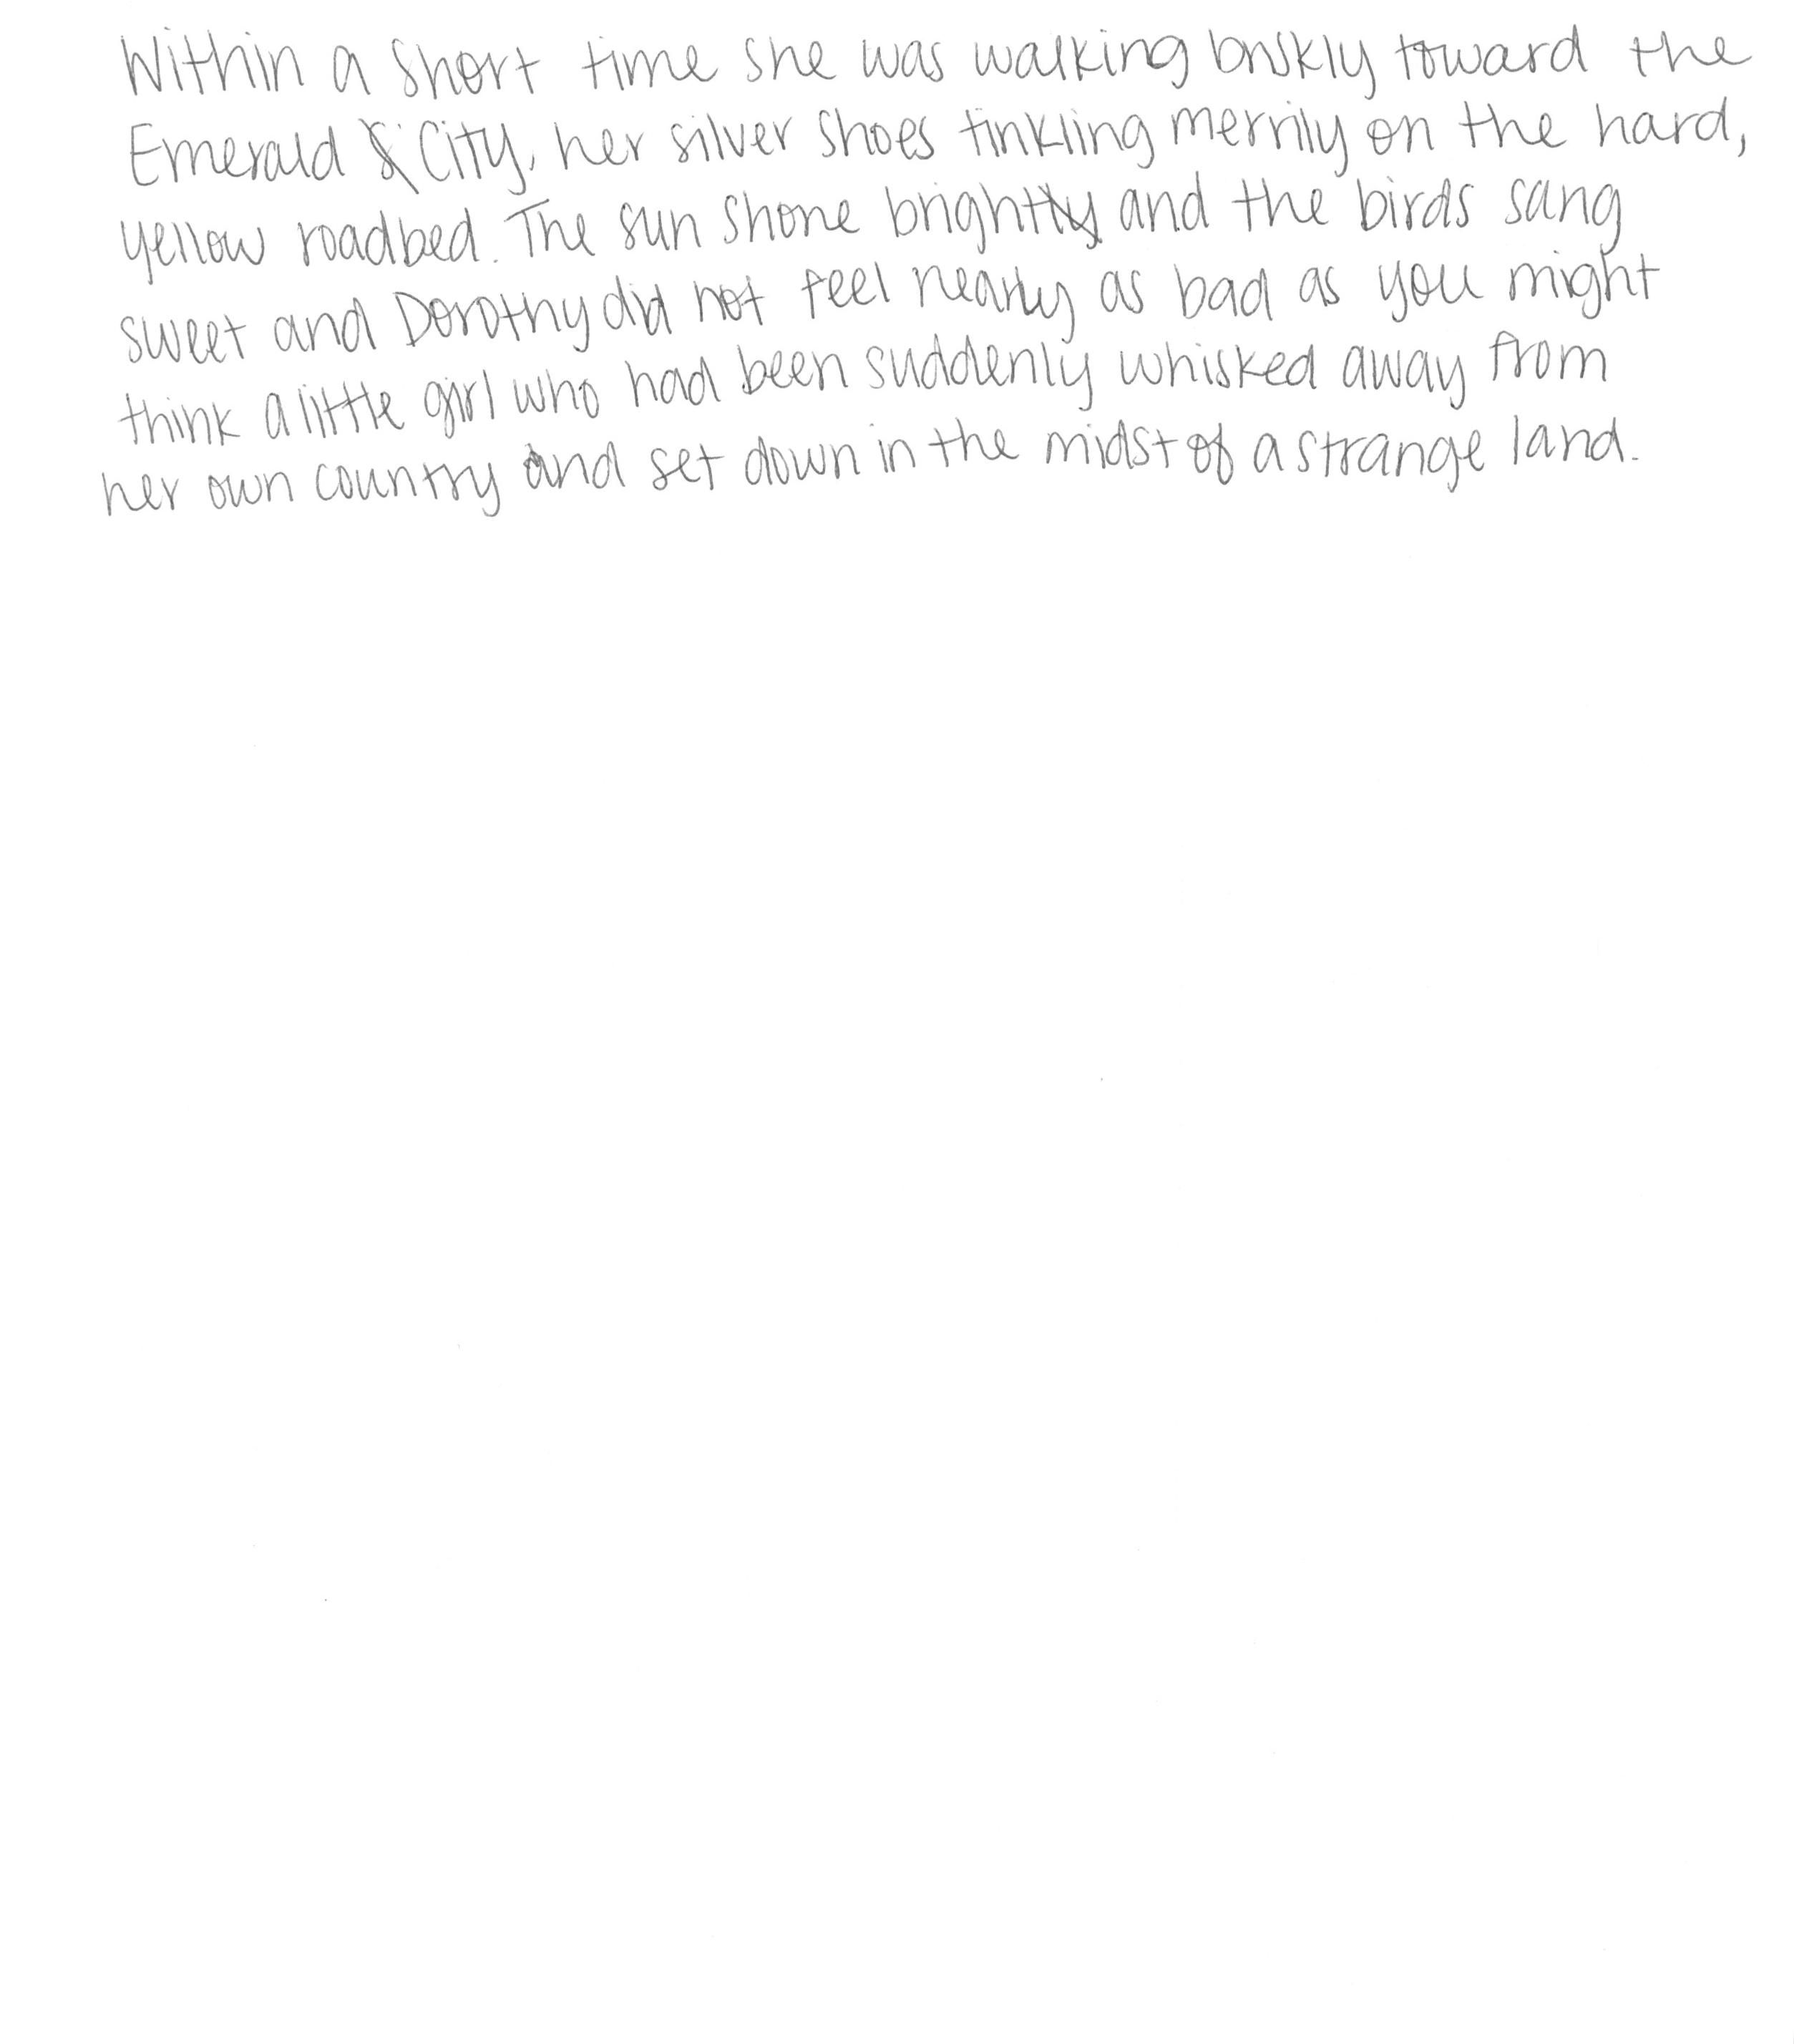 Within a short time she was walking briskly toward the
Emerald City, her silver shoes tinkling merrily on the hard,
yellow roadbed. The sun shone brightly and the birds sang
sweet and Dorothy did not feel nearly as bad as you might
think a little girl who had been suddenly whisked away from
her own country and set down in the midst of a strange land.